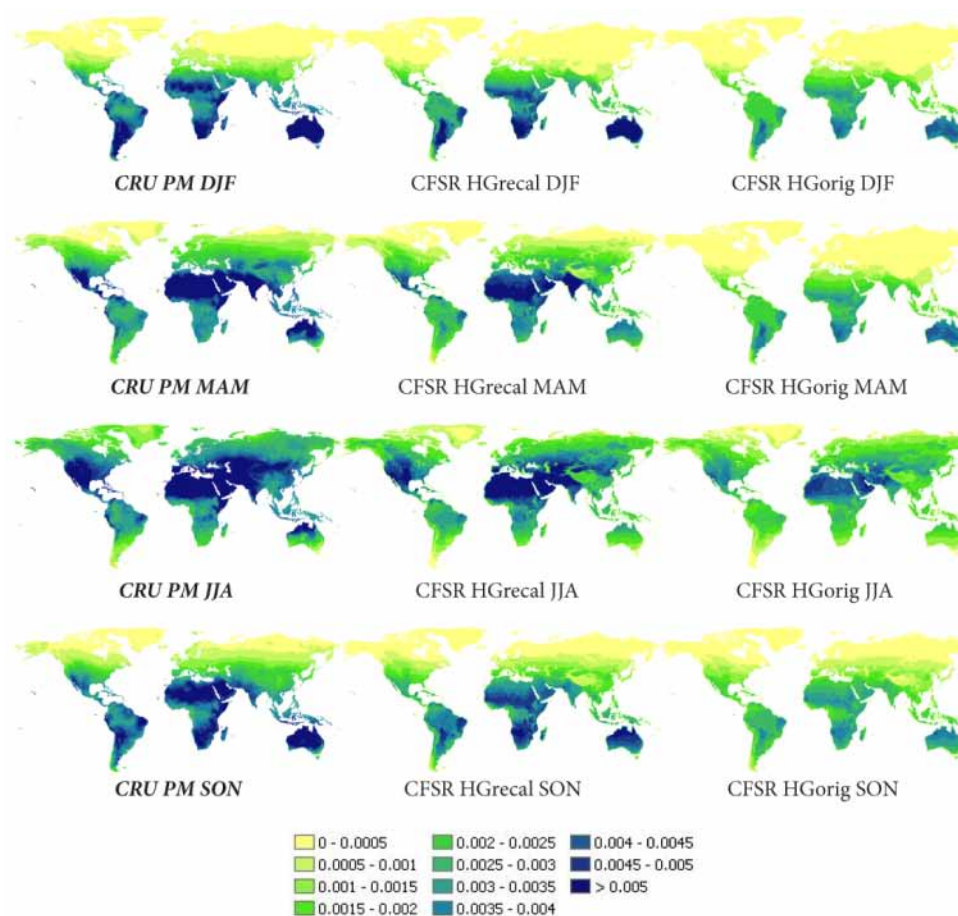 CRU PM DJF CFSR HGrecal DJF CFSR HGorig DJF
CRU PM MAM CFSR HGrecal MAM CFSR HGorig MAM
CRU PM JJA CFSR HGrecal JJA CFSR HGorig JJA
CRU PM SON CFSR HGrecal SON CFSR HGorig SON
0 - 0.0005 0.002 - 0.0025 0.004 - 0.0045
0.0005 - 0.001 0.0025 - 0.003 0.0045 - 0.005
0.001 - 0.0015 0.003 - 0.0035 > 0.005
0.0015 - 0.002 0.0035 - 0.004